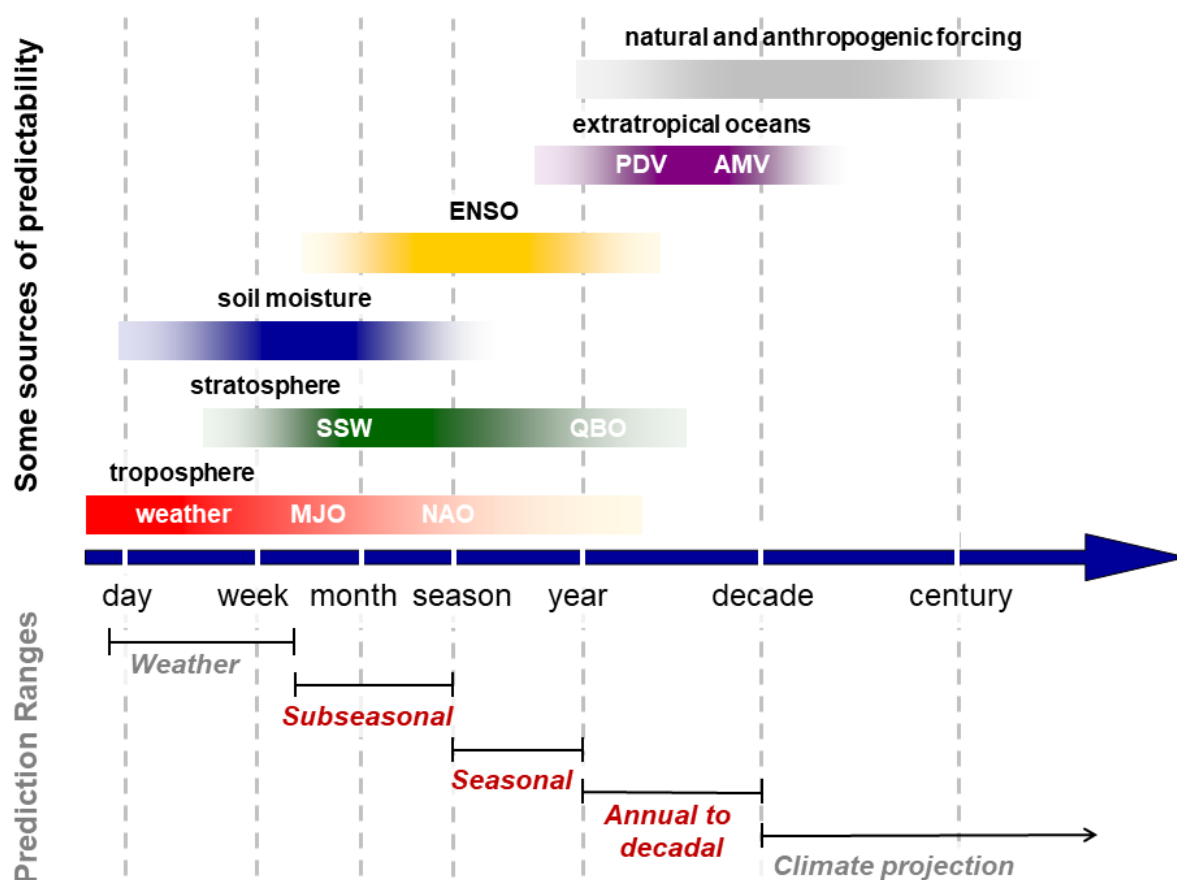 Some sources of predictability
natural and anthropogenic forcing
extratropical oceans
PDV AMV
ENSO
soil moisture
stratosphere
SSW QBO
troposphere
weather MJO NAO
day week month season year decade century
Prediction Ranges
Weather
Subseasonal
Seasonal
Annual to
decadal
Climate projection